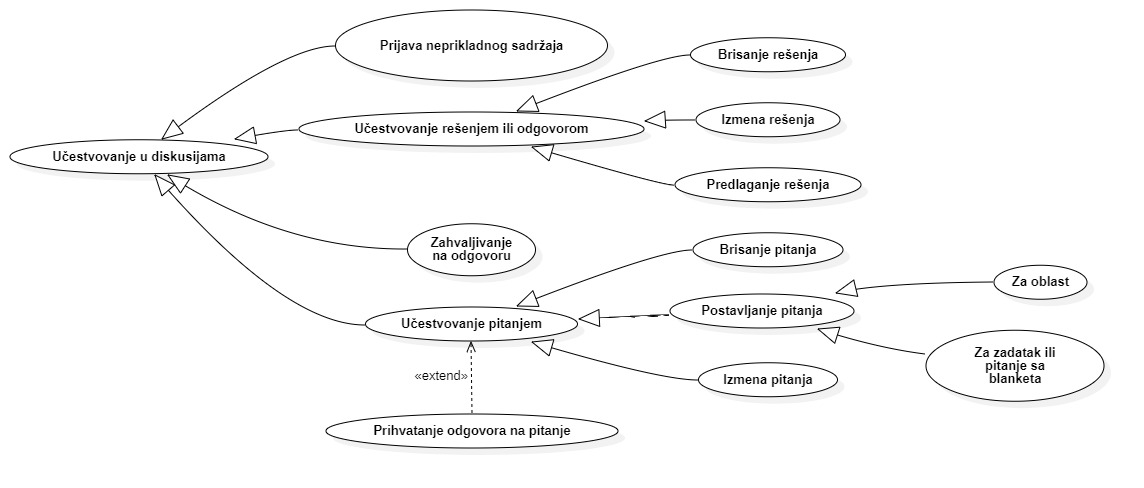 Prijava neprikladnog sadržaja
Brisanje rešenja
Izmena rešenja
Učestvovanje rešenjem ili odgovorom
Učestvovanje u diskusijama
Predlaganje rešenja
Zahvaljivanje
na odgovoru
Brisanje pitanja
Za oblast
Postavljanje pitanja
Učestvovanje pitanjem
Za zadatak ili
pitanje sa
blanketa
Izmena pitanja
«extend»
Prihvatanje odgovora na pitanje